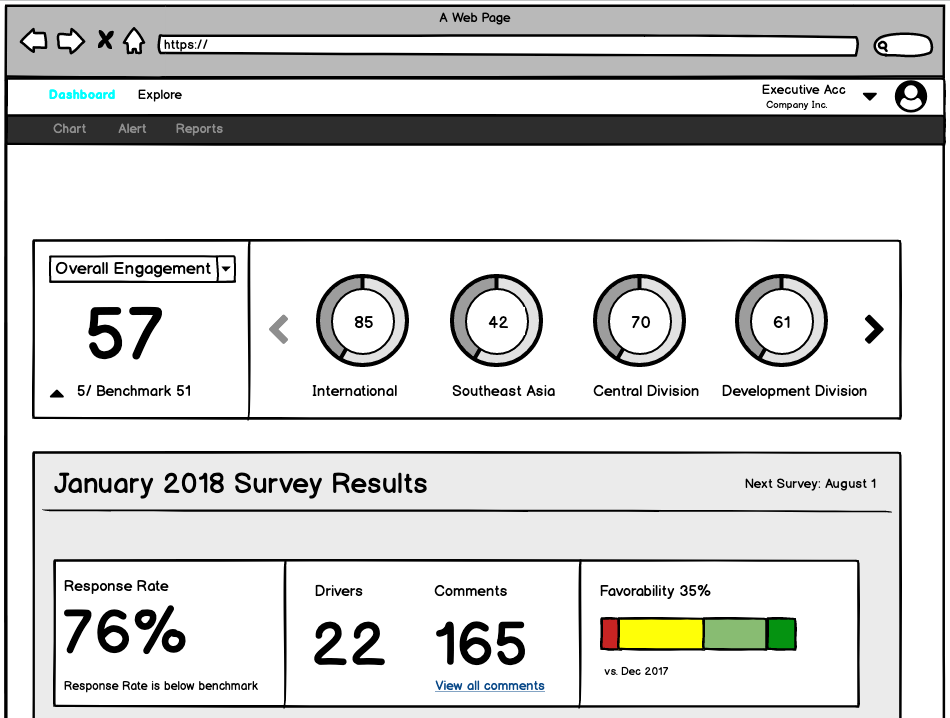 A Web Page
https://
Dashboard Explore
Executive Acc
Company Inc.
Chart Alert Reports
Overall Engagement
57
5/ Benchmark 51
85 42 70 61
International Southeast Asia Central Division Development Division
January 2018 Survey Results
Next Survey: August 1
Response Rate
76%
Response Rate is below benchmark
Drivers
22
Comments
165
View all comments
Favorability 35%
vs. Dec 2017